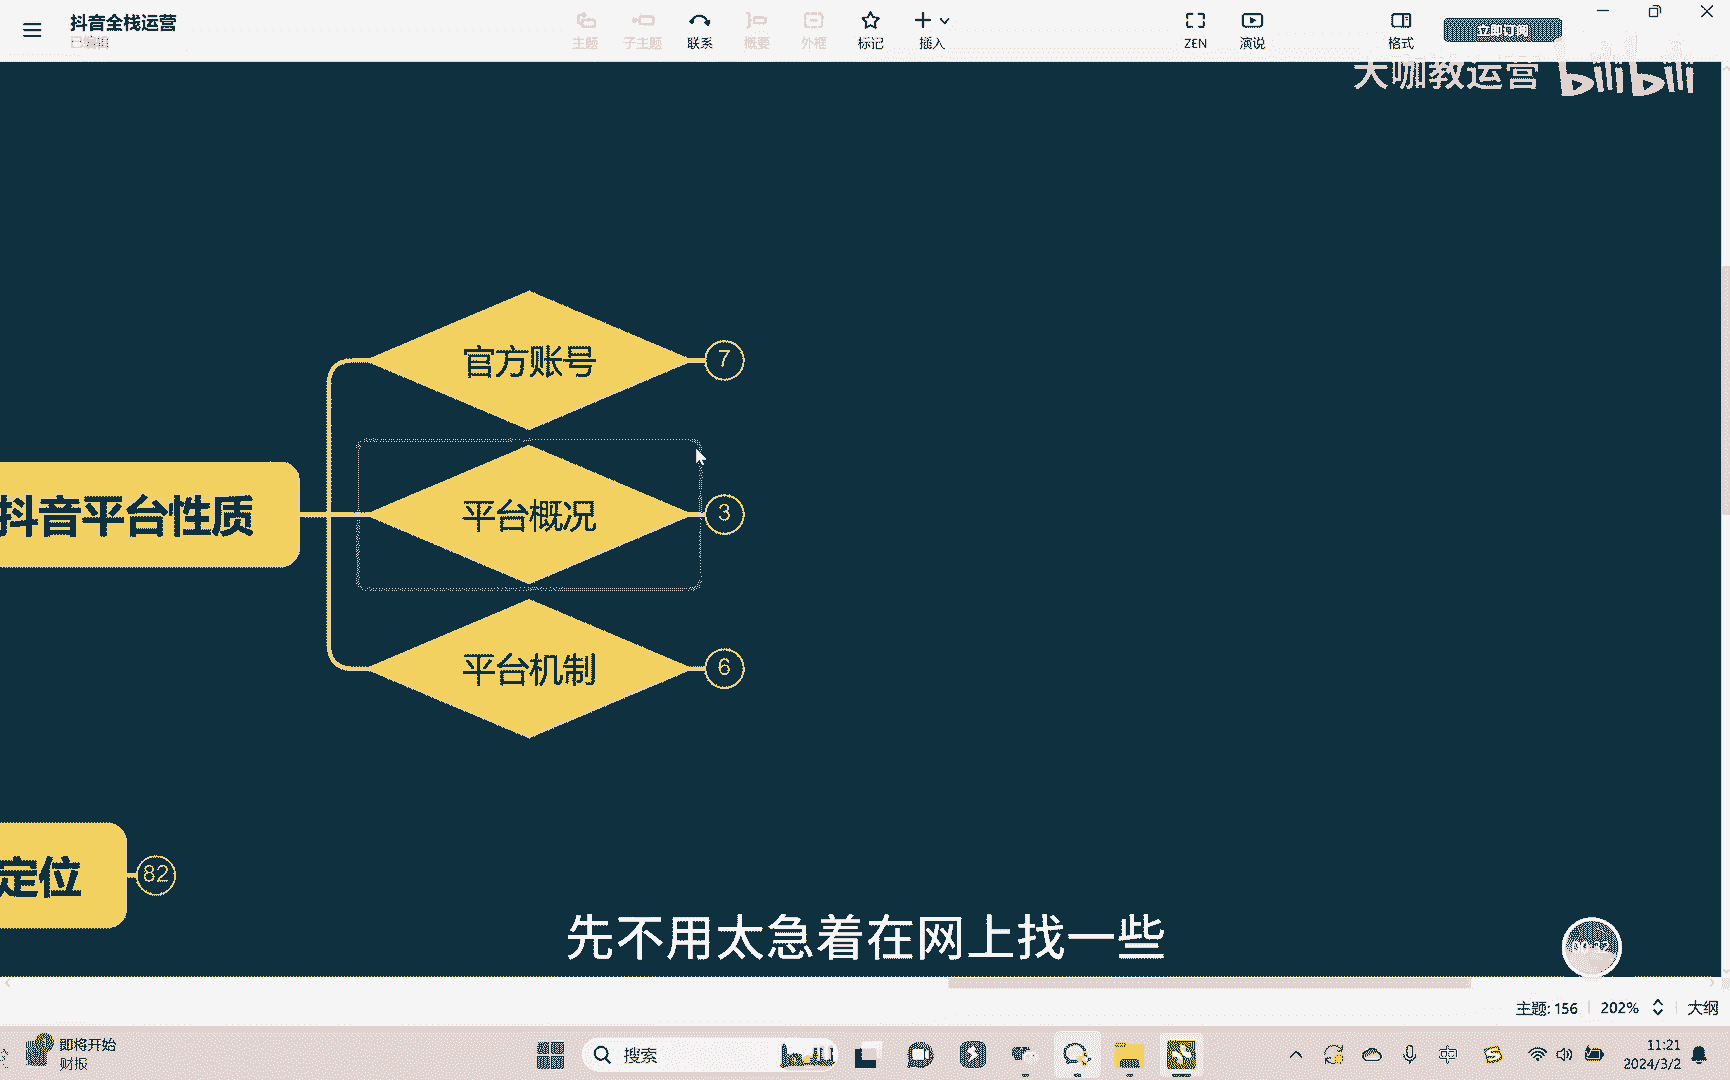 抖音全栈运营
已编辑
主题
子主题
联系
概要
外框
标记
插入
ZEN
演说
格式
立即订阅
大咖教运营 bilibili
官方账号
7
抖音平台性质
平台概况
3
平台机制
6
定位
82
先不用太急着在网上找一些
主题: 156
202%
大纲
即将开始
财报
搜索
中
11:21
2024/3/2